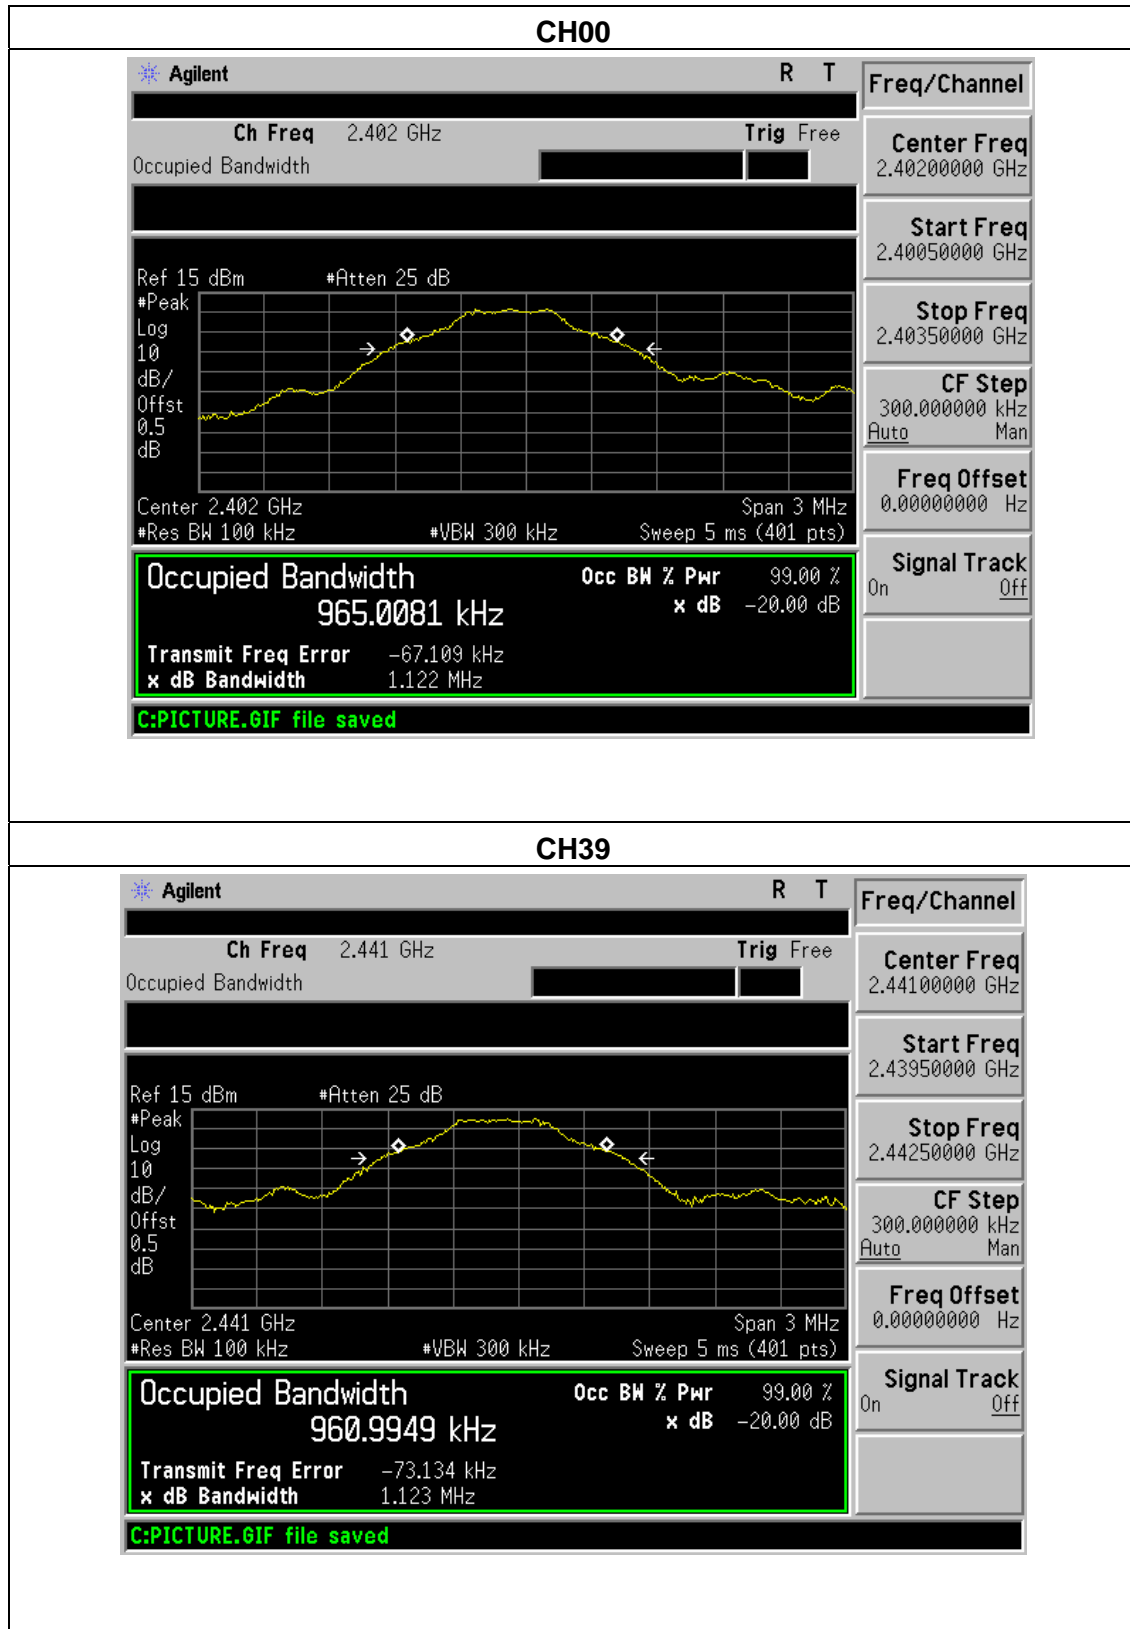 CH00
Agilent R T
Freq/Channel
Ch Freq 2.402 GHz Trig Free
Occupied Bandwidth
Center Freq
2.40200000 GHz
Start Freq
2.40050000 GHz
Stop Freq
2.40350000 GHz
CF Step
300.000000 kHz
Auto Man
Freq Offset
0.00000000 Hz
Signal Track
On Off
Ref 15 dBm #Atten 25 dB
#Peak
Log
10
dB/
Offst
0.5
dB
Center 2.402 GHz Span 3 MHz
#Res BW 100 kHz #VBW 300 kHz Sweep 5 ms (401 pts)
Occupied Bandwidth Occ BW % Pwr 99.00 %
965.0081 kHz x dB -20.00 dB
Transmit Freq Error -67.109 kHz
x dB Bandwidth 1.122 MHz
C:PICTURE.GIF file saved
CH39
Agilent R T
Freq/Channel
Ch Freq 2.441 GHz Trig Free
Occupied Bandwidth
Center Freq
2.44100000 GHz
Start Freq
2.43950000 GHz
Stop Freq
2.44250000 GHz
CF Step
300.000000 kHz
Auto Man
Freq Offset
0.00000000 Hz
Signal Track
On Off
Ref 15 dBm #Atten 25 dB
#Peak
Log
10
dB/
Offst
0.5
dB
Center 2.441 GHz Span 3 MHz
#Res BW 100 kHz #VBW 300 kHz Sweep 5 ms (401 pts)
Occupied Bandwidth Occ BW % Pwr 99.00 %
960.9949 kHz x dB -20.00 dB
Transmit Freq Error -73.134 kHz
x dB Bandwidth 1.123 MHz
C:PICTURE.GIF file saved